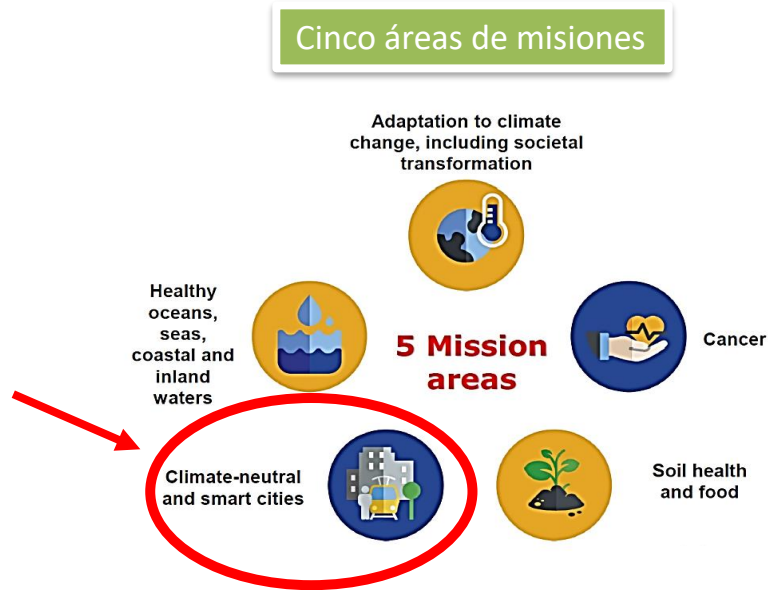 Cinco áreas de misiones
Adaptation to climate
change, including societal
transformation
Healthy
oceans,
seas,
coastal and
inland
waters
5 Mission
areas
Cancer
Climate-neutral
and smart cities
Soil health
and food